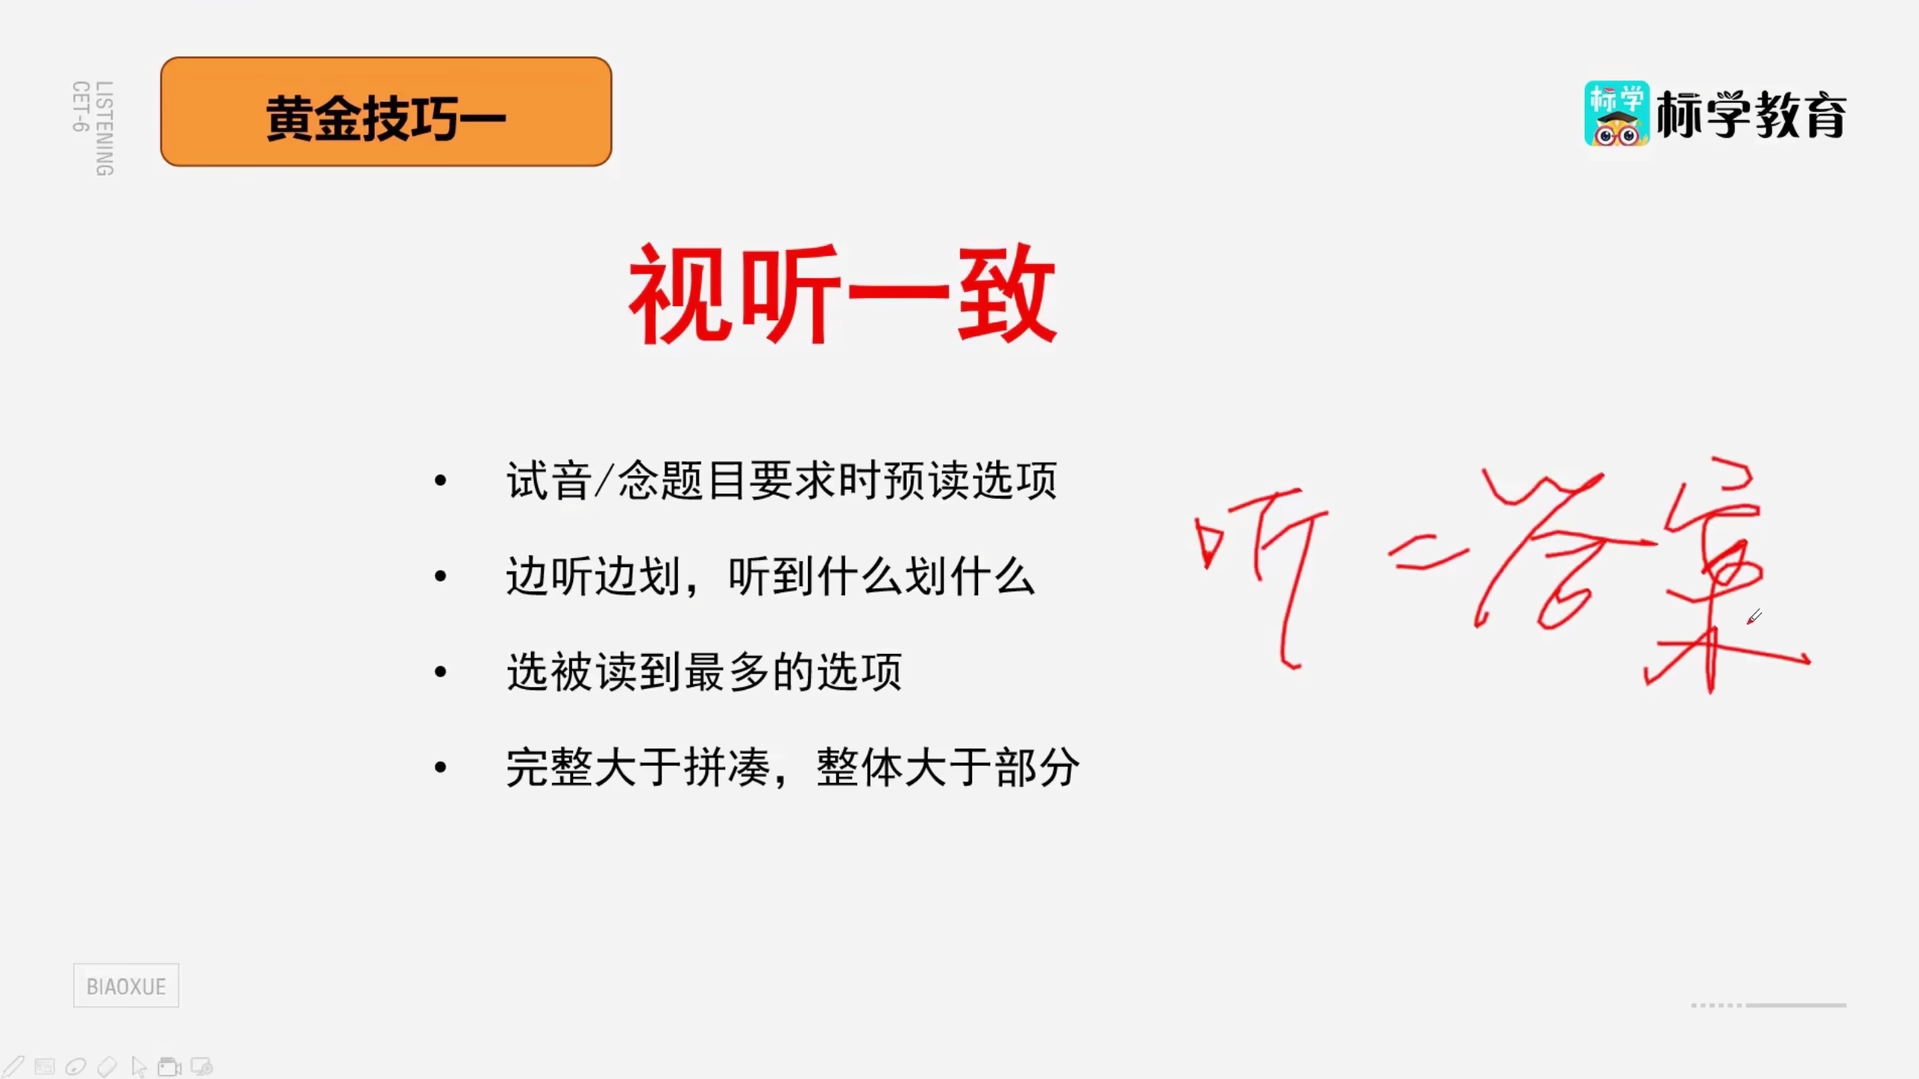 LISTENING
CET-6
黄金技巧一
标学
标学教育
视听一致
• 试音/念题目要求时预读选项
• 边听边划，听到什么划什么
• 选被读到最多的选项
• 完整大于拼凑，整体大于部分
听=答案
BIAOXUE